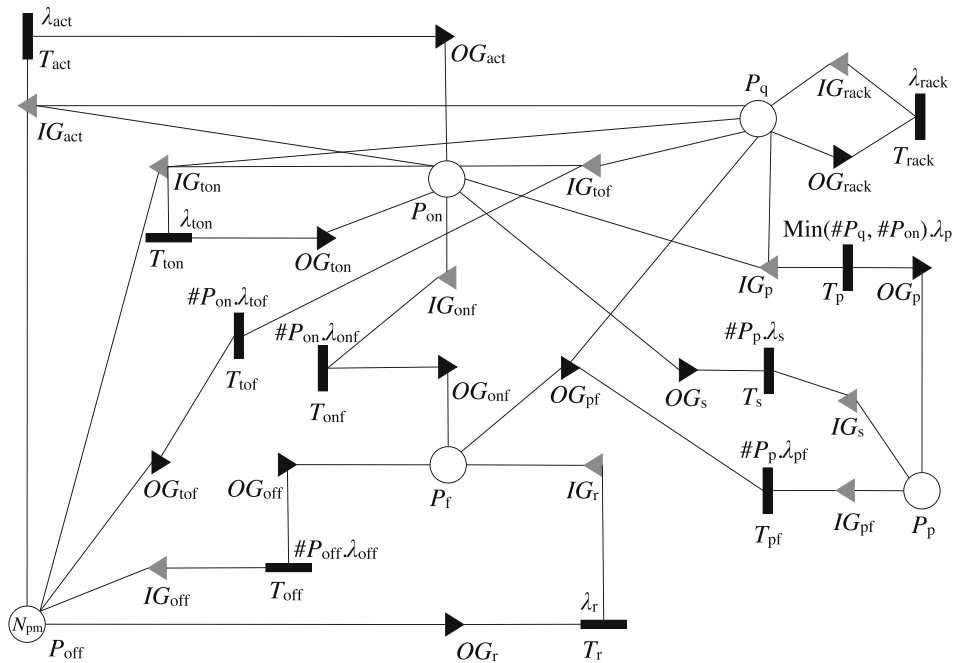 λact
Tact
OGact
IGact
Pq
IGrack
λrack
Track
OGrack
IGton
λton
Tton
OGton
Pon
IGtof
Min(#Pq, #Pon).λp
IGp
Tp
OGp
#Pon.λtof
Ttof
IGonf
#Pon.λonf
Tonf
OGonf
OGpf
#Pp.λs
OGs
Ts
IGs
OGtof
OGoff
Pf
IGr
#Pp.λpf
Tpf
IGpf
Pp
#Poff.λoff
IGoff
Toff
Npm
Poff
OGr
λr
Tr